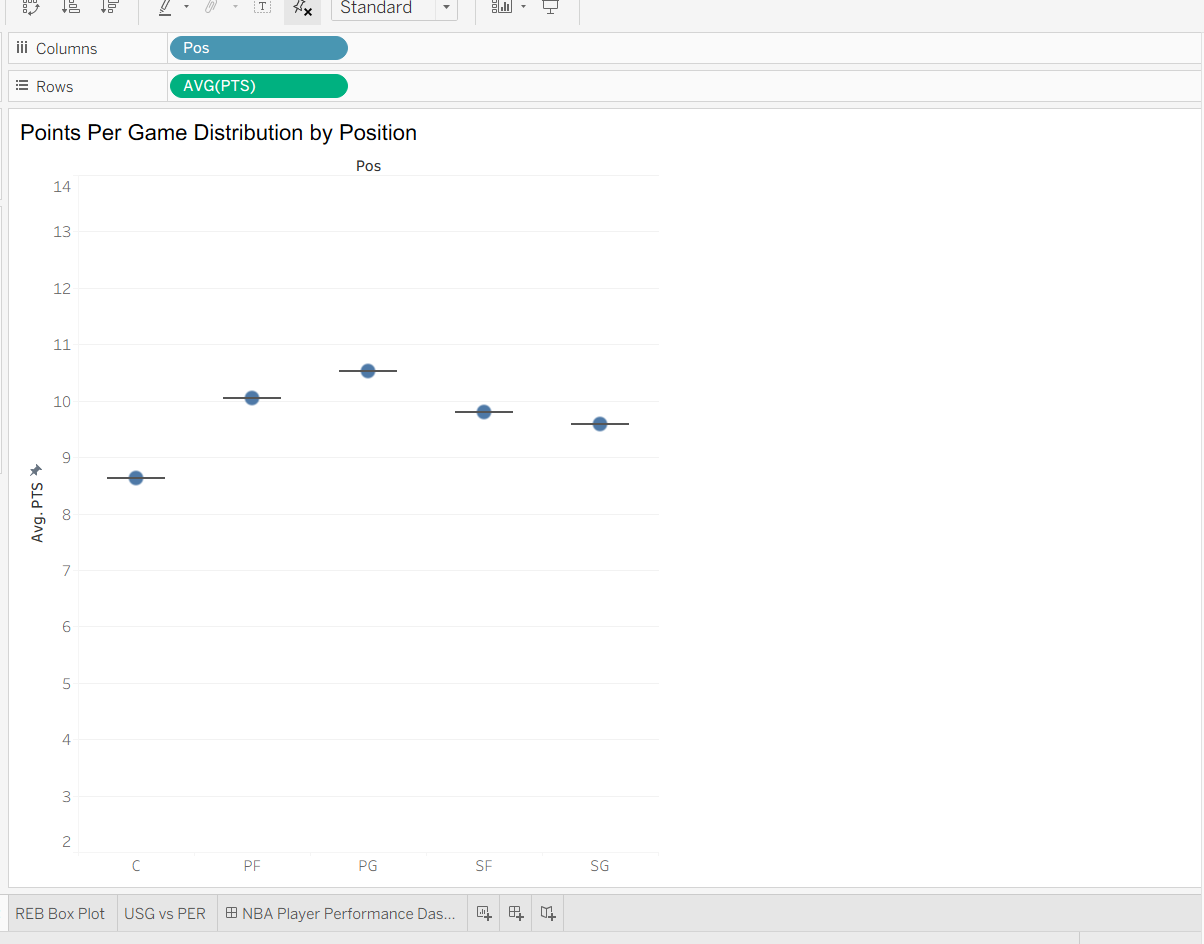 Standard
Columns Pos
Rows AVG(PTS)
Points Per Game Distribution by Position
Pos
14
13
12
11
10
9
8
7
6
5
4
3
2
Avg. PTS
C PF PG SF SG
REB Box Plot USG vs PER NBA Player Performance Das...